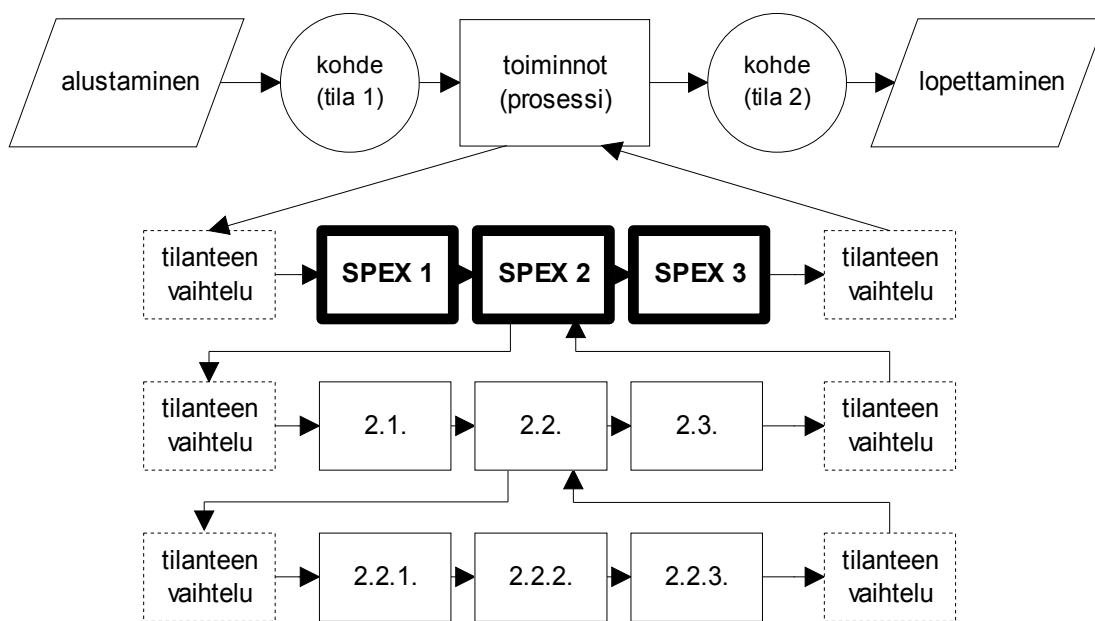 alustaminen
kohde
(tila 1)
toiminnot
(prosessi)
kohde
(tila 2)
lopettaminen
tilanteen
vaihtelu
SPEX 1
SPEX 2
SPEX 3
tilanteen
vaihtelu
tilanteen
vaihtelu
2.1.
2.2.
2.3.
tilanteen
vaihtelu
tilanteen
vaihtelu
2.2.1.
2.2.2.
2.2.3.
tilanteen
vaihtelu